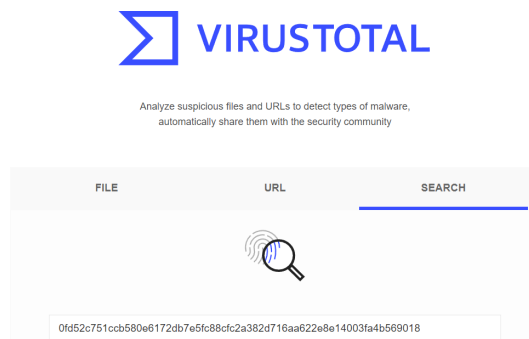 VIRUSTOTAL
Analyze suspicious files and URLs to detect types of malware,
automatically share them with the security community
FILE
URL
SEARCH
0fd52c751ccb580e6172db7e5fc88cfc2a382d716aa622e8e14003fa4b569018